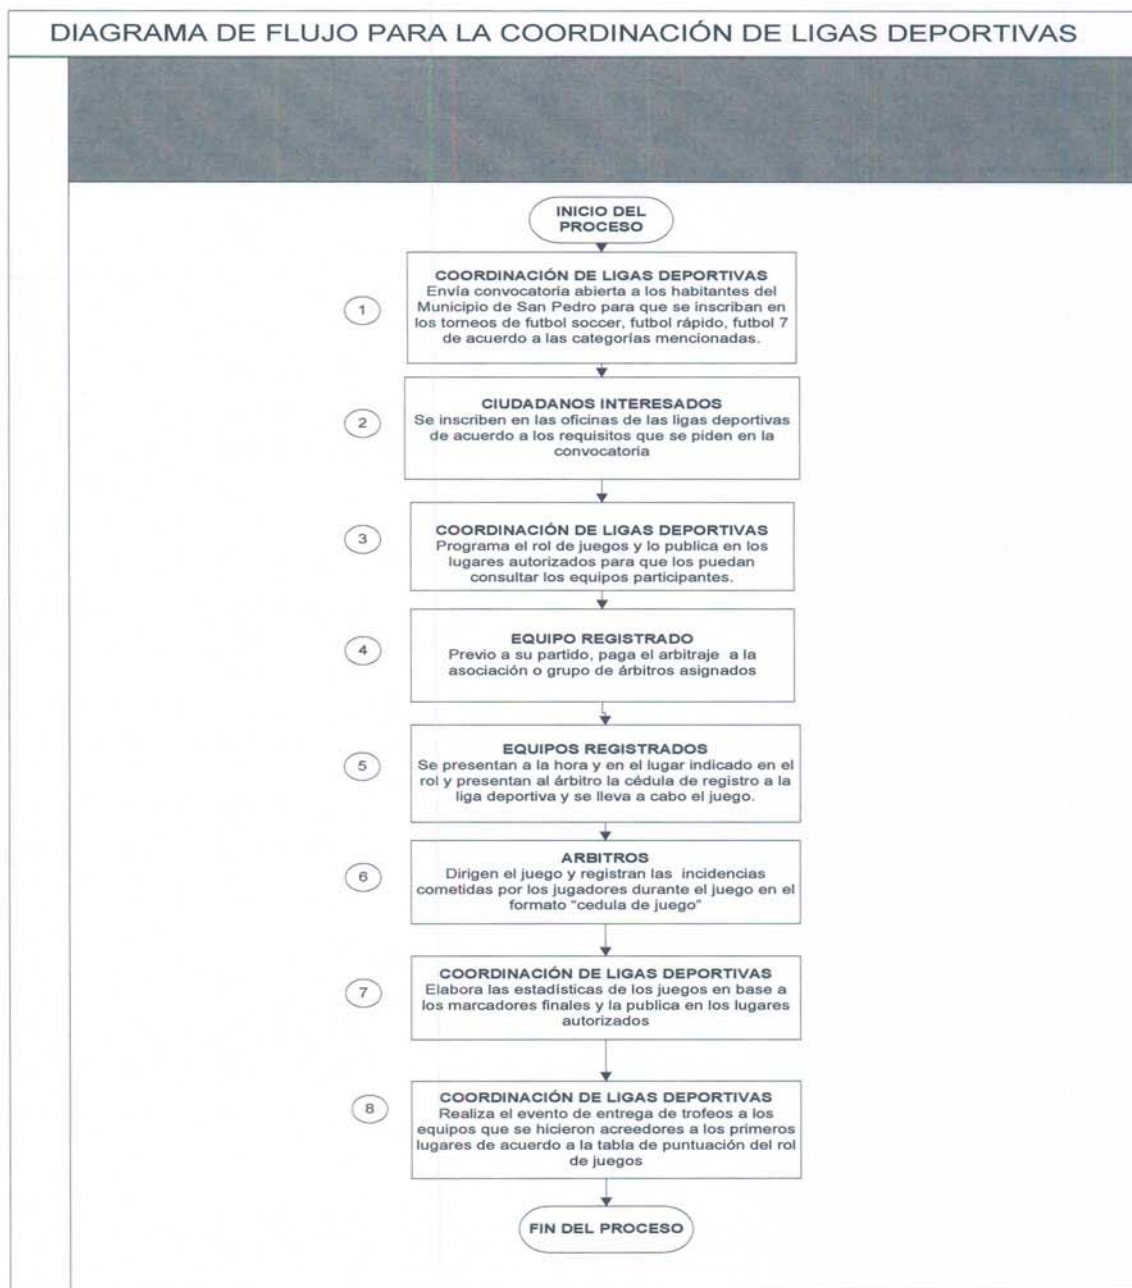 DIAGRAMA DE FLUJO PARA LA COORDINACIÓN DE LIGAS DEPORTIVAS
INICIO DEL
PROCESO
1
COORDINACIÓN DE LIGAS DEPORTIVAS
Envía convocatoria abierta a los habitantes del
Municipio de San Pedro para que se inscriban en
los torneos de futbol soccer, futbol rápido, futbol 7
de acuerdo a las categorías mencionadas.
2
CIUDADANOS INTERESADOS
Se inscriben en las oficinas de las ligas deportivas
de acuerdo a los requisitos que se piden en la
convocatoria
3
COORDINACIÓN DE LIGAS DEPORTIVAS
Programa el rol de juegos y lo publica en los
lugares autorizados para que los puedan
consultar los equipos participantes.
4
EQUIPO REGISTRADO
Previo a su partido, paga el arbitraje a la
asociación o grupo de árbitros asignados
5
EQUIPOS REGISTRADOS
Se presentan a la hora y en el lugar indicado en el
rol y presentan al árbitro la cédula de registro a la
liga deportiva y se lleva a cabo el juego.
6
ARBITROS
Dirigen el juego y registran las incidencias
cometidas por los jugadores durante el juego en el
formato "cedula de juego"
7
COORDINACIÓN DE LIGAS DEPORTIVAS
Elabora las estadísticas de los juegos en base a
los marcadores finales y la publica en los lugares
autorizados
8
COORDINACIÓN DE LIGAS DEPORTIVAS
Realiza el evento de entrega de trofeos a los
equipos que se hicieron acreedores a los primeros
lugares de acuerdo a la tabla de puntuación del rol
de juegos
FIN DEL PROCESO